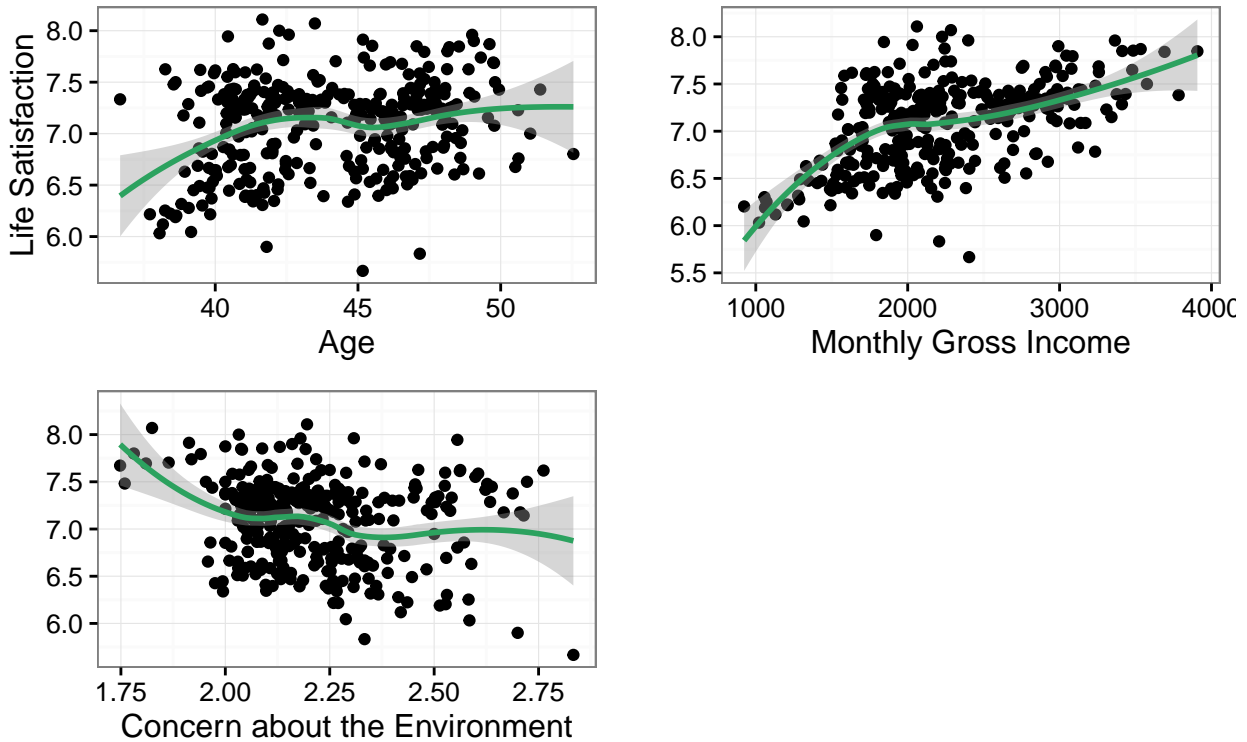 Life Satisfaction
8.0
7.5
7.0
6.5
6.0
40 45 50
Age
8.0
7.5
7.0
6.5
6.0
5.5
1000 2000 3000 4000
Monthly Gross Income
8.0
7.5
7.0
6.5
6.0
1.75 2.00 2.25 2.50 2.75
Concern about the Environment